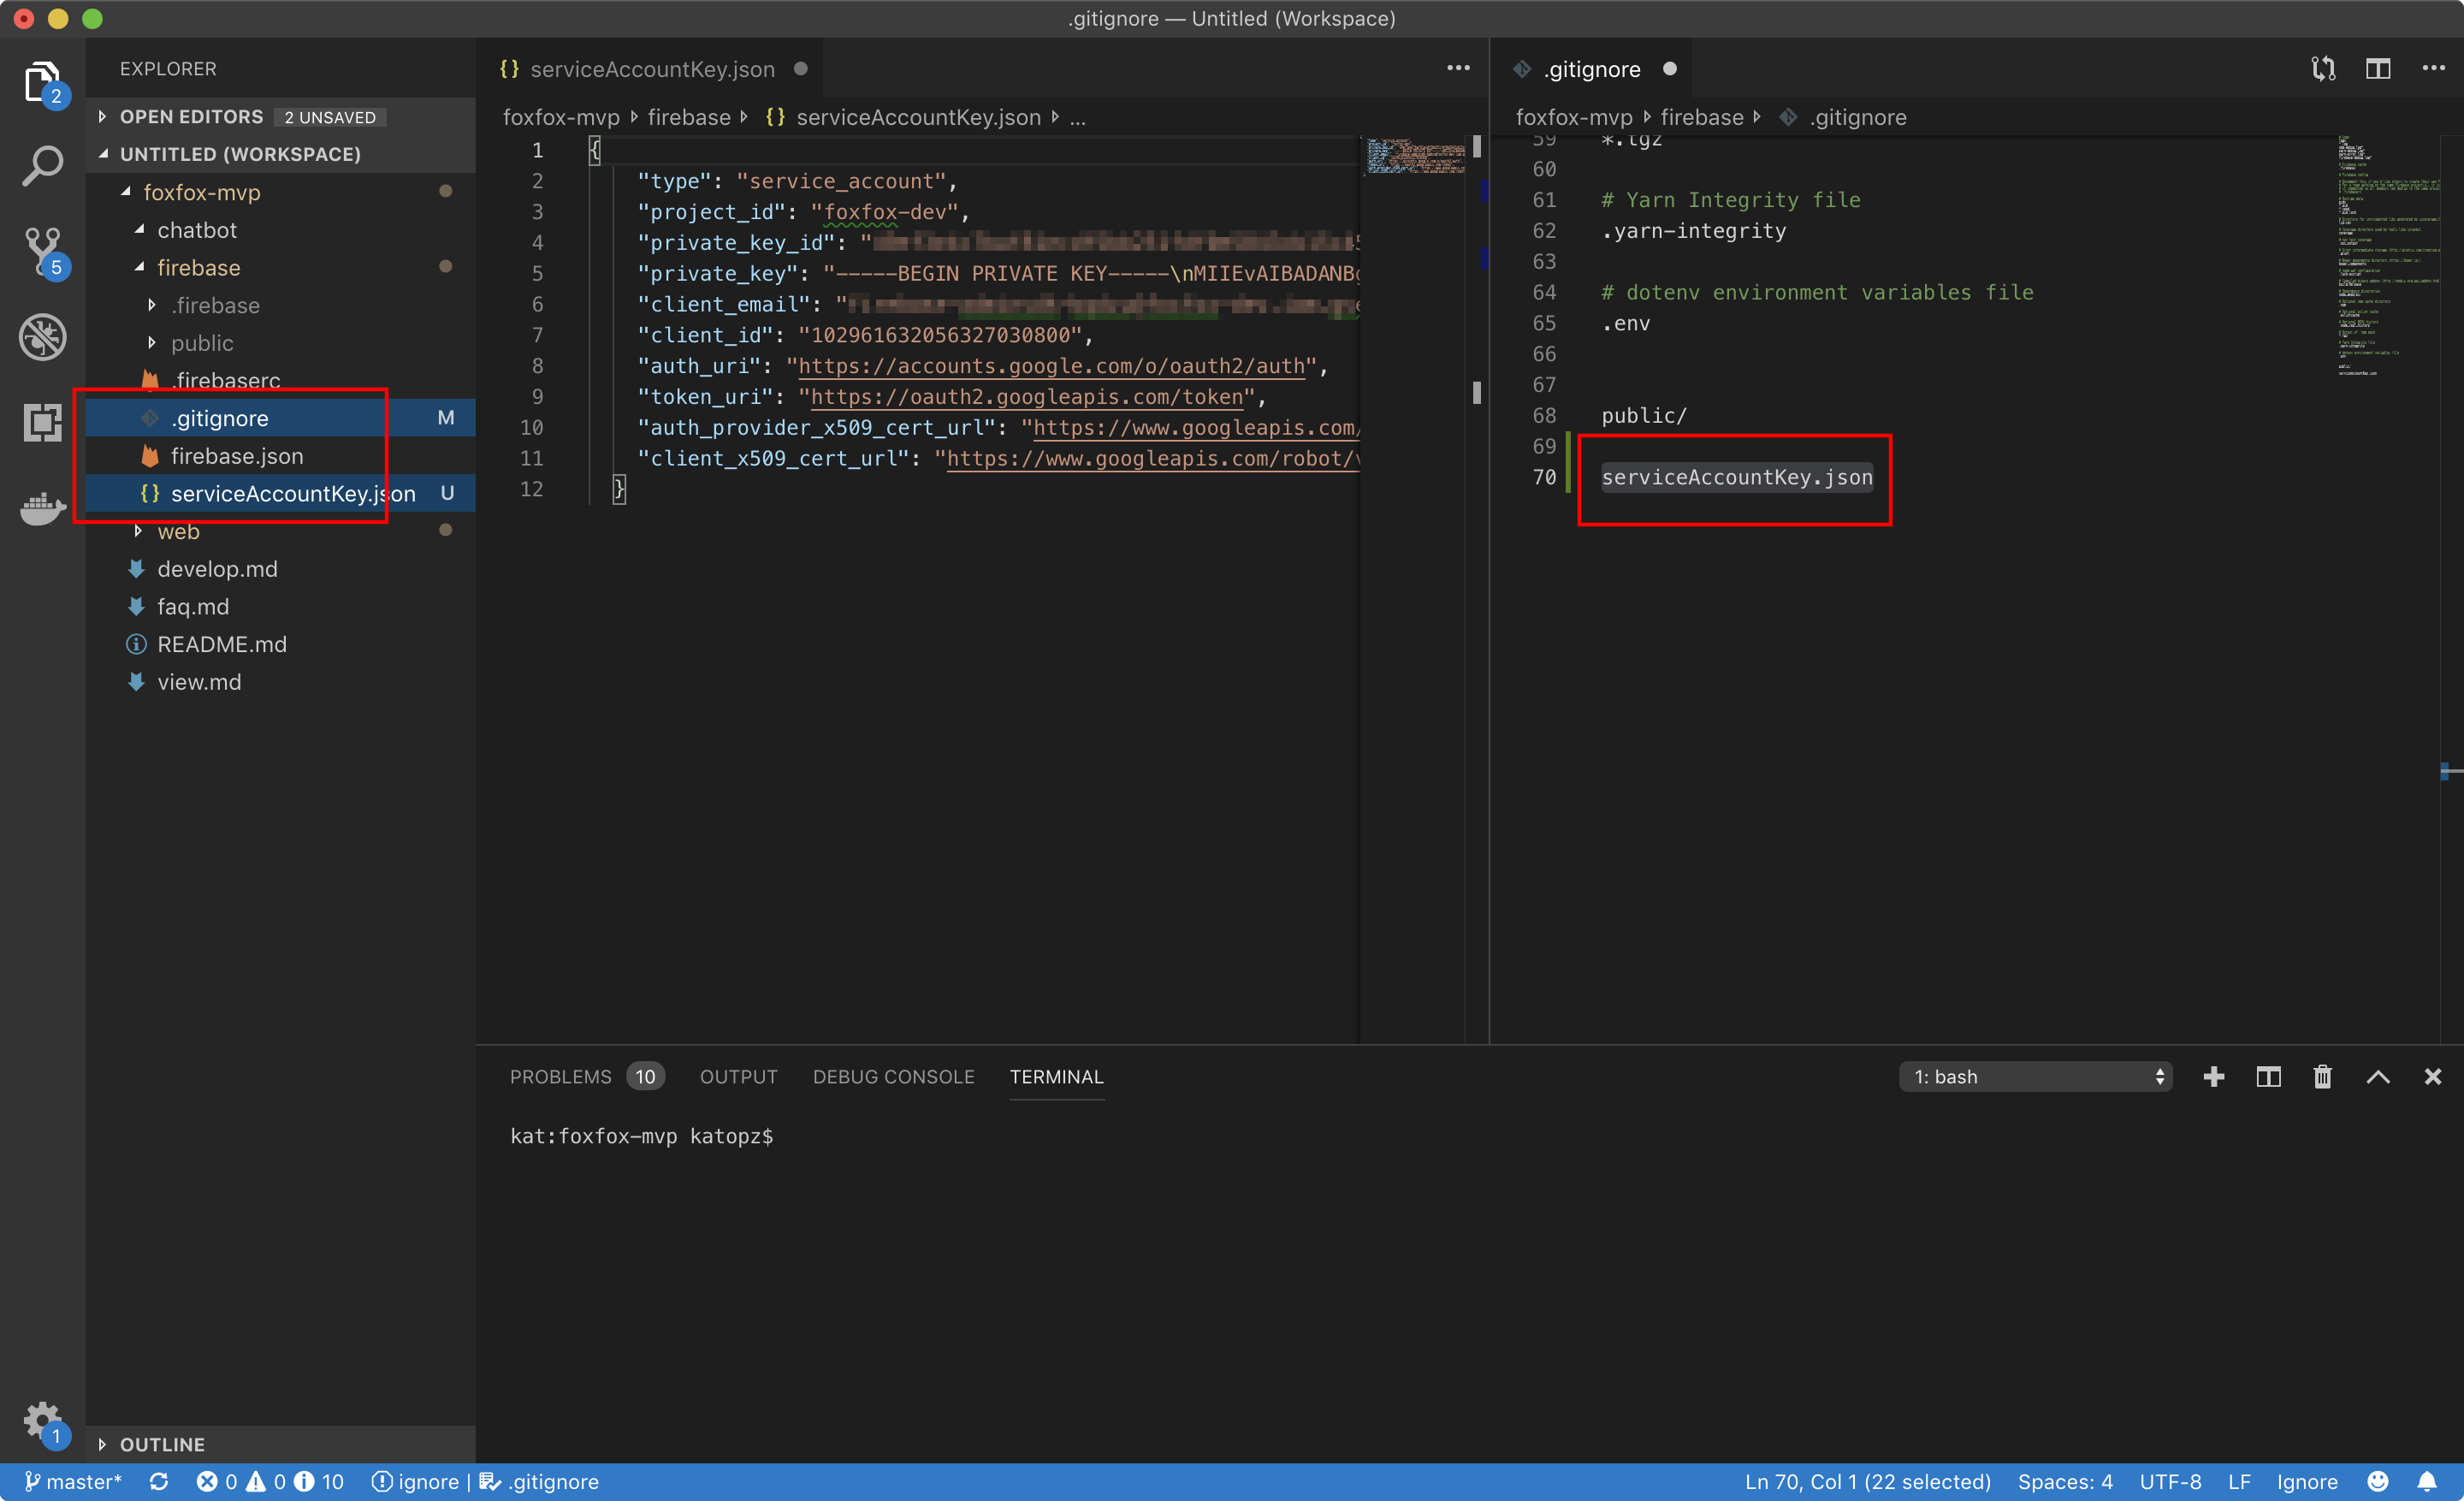 .gitignore — Untitled (Workspace)
EXPLORER
OPEN EDITORS 2 UNSAVED
UNTITLED (WORKSPACE)
foxfox-mvp
chatbot
firebase
.firebase
public
.firebaserc
.gitignore M
firebase.json
serviceAccountKey.json U
web
develop.md
faq.md
README.md
view.md
OUTLINE
2
5
1
serviceAccountKey.json
foxfox-mvp firebase serviceAccountKey.json ...
1 {
2 "type": "service_account",
3 "project_id": "foxfox-dev",
4 "private_key_id": "
5 "private_key": "-----BEGIN PRIVATE KEY-----\nMIIEvAIBADANB
6 "client_email": "
7 "client_id": "102961632056327030800",
8 "auth_uri": "https://accounts.google.com/o/oauth2/auth",
9 "token_uri": "https://oauth2.googleapis.com/token",
10 "auth_provider_x509_cert_url": "https://www.googleapis.com/
11 "client_x509_cert_url": "https://www.googleapis.com/robot/v
12 }
.gitignore
foxfox-mvp firebase .gitignore
59 *.tgz
60
61 # Yarn Integrity file
62 .yarn-integrity
63
64 # dotenv environment variables file
65 .env
66
67
68 public/
69
70 serviceAccountKey.json
PROBLEMS 10 OUTPUT DEBUG CONSOLE TERMINAL
1: bash
kat:foxfox-mvp katopz$
master* 0 0 10 ignore | .gitignore
Ln 70, Col 1 (22 selected) Spaces: 4 UTF-8 LF Ignore